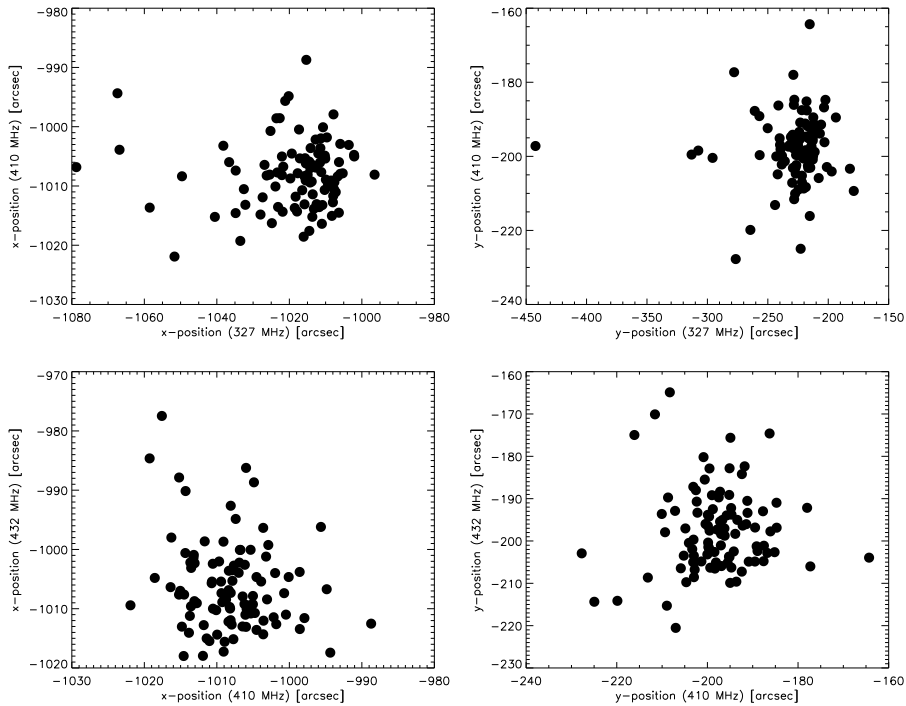 -980
-990
-1000
-1010
-1020
-1030
x-position (410 MHz) [arcsec]
-1080 -1060 -1040 -1020 -1000 -980
x-position (327 MHz) [arcsec]
-160
-180
-200
-220
-240
y-position (410 MHz) [arcsec]
-450 -400 -350 -300 -250 -200 -150
y-position (327 MHz) [arcsec]
-970
-980
-990
-1000
-1010
-1020
x-position (432 MHz) [arcsec]
-1030 -1020 -1010 -1000 -990 -980
x-position (410 MHz) [arcsec]
-160
-170
-180
-190
-200
-210
-220
-230
y-position (432 MHz) [arcsec]
-240 -220 -200 -180 -160
y-position (410 MHz) [arcsec]